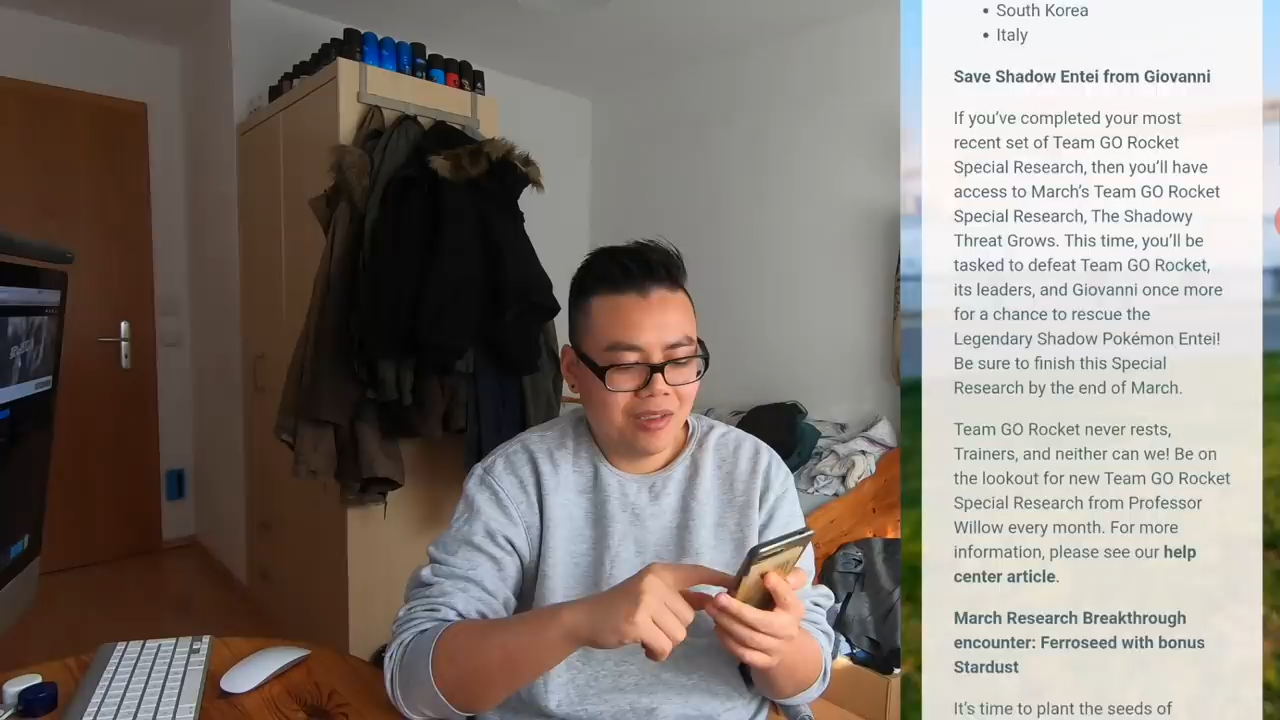 South Korea
Italy
Save Shadow Entei from Giovanni
If you’ve completed your most
recent set of Team GO Rocket
Special Research, then you’ll have
access to March’s Team GO Rocket
Special Research, The Shadowy
Threat Grows. This time, you’ll be
tasked to defeat Team GO Rocket,
its leaders, and Giovanni once more
for a chance to rescue the
Legendary Shadow Pokémon Entei!
Be sure to finish this Special
Research by the end of March.
Team GO Rocket never rests,
Trainers, and neither can we! Be on
the lookout for new Team GO Rocket
Special Research from Professor
Willow every month. For more
information, please see our help
center article.
March Research Breakthrough
encounter: Ferroseed with bonus
Stardust
It’s time to plant the seeds of